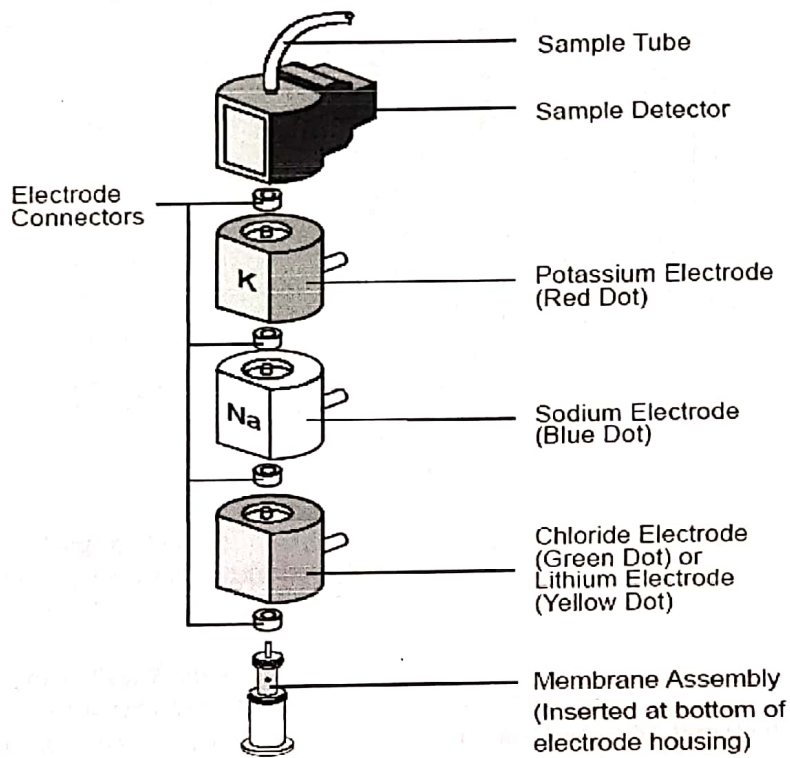 Sample Tube
Sample Detector
Electrode
Connectors
K
Potassium Electrode
(Red Dot)
Na
Sodium Electrode
(Blue Dot)
Chloride Electrode
(Green Dot) or
Lithium Electrode
(Yellow Dot)
Membrane Assembly
(Inserted at bottom of
electrode housing)